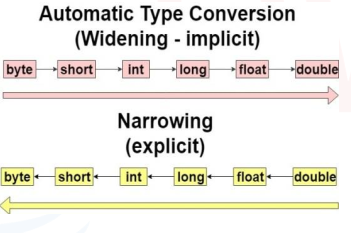 Automatic Type Conversion
(Widening - implicit)
byte short int long float double
Narrowing
(explicit)
byte short int long float double